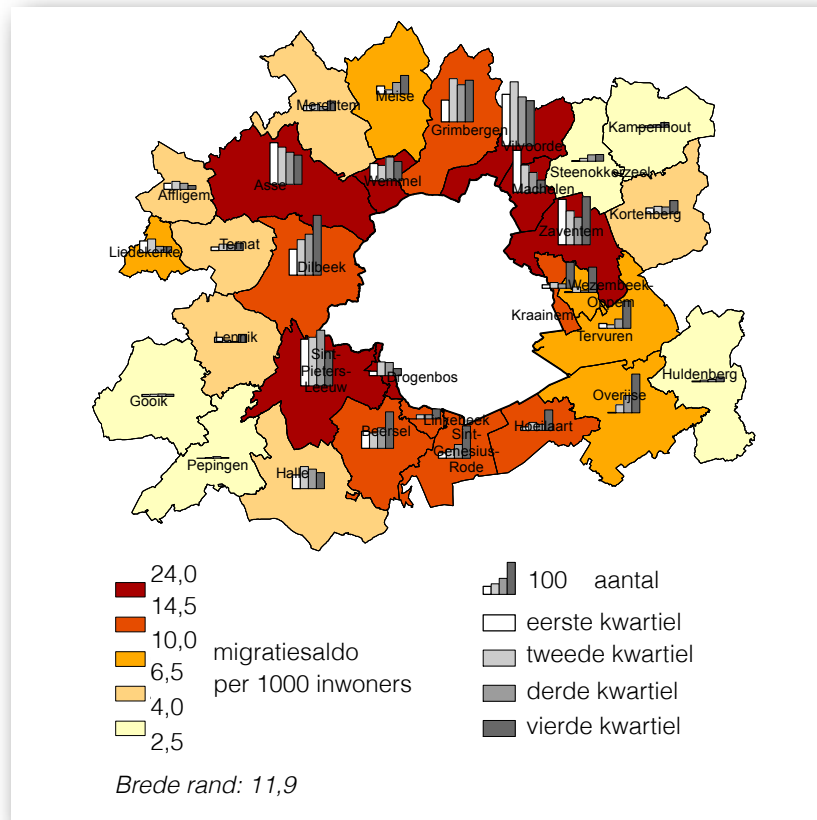 Merchtem
Meise
Grimbergen
Vilvoorde
Kampenhout
Steenokkerzeel
Asse
Wemmel
Machelen
Affligem
Kortenberg
Zaventem
Liedekerke
Ternat
Dilbeek
Wezembeek-
Oppem
Kraainem
Tervuren
Lennik
Sint-
Pieters-
Leeuw
Drogenbos
Huldenberg
Gooik
Overijse
Beersel
Linkebeek
Hoeilaart
Sint-
Genesius-
Rode
Pepingen
Halle
24,0
14,5
10,0
6,5
4,0
2,5
migratiesaldo
per 1000 inwoners
100 aantal
eerste kwartiel
tweede kwartiel
derde kwartiel
vierde kwartiel
Brede rand: 11,9